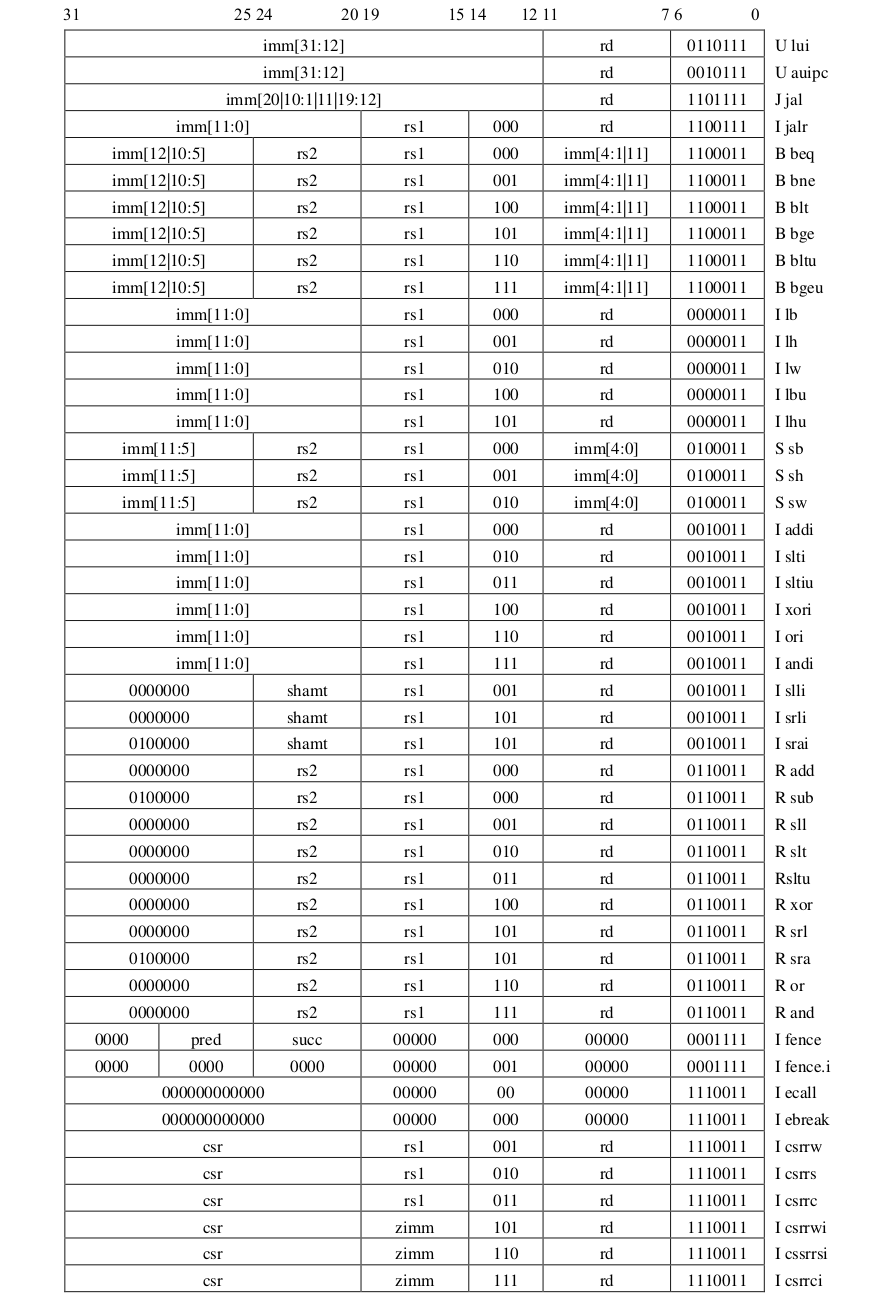 31 25 24 20 19 15 14 12 11 7 6 0
imm[31:12] rd 0110111 U lui
imm[31:12] rd 0010111 U auipc
imm[20|10:1|11|19:12] rd 1101111 J jal
imm[11:0] rs1 000 rd 1100111 I jalr
imm[12|10:5] rs2 rs1 000 imm[4:1|11] 1100011 B beq
imm[12|10:5] rs2 rs1 001 imm[4:1|11] 1100011 B bne
imm[12|10:5] rs2 rs1 100 imm[4:1|11] 1100011 B blt
imm[12|10:5] rs2 rs1 101 imm[4:1|11] 1100011 B bge
imm[12|10:5] rs2 rs1 110 imm[4:1|11] 1100011 B bltu
imm[12|10:5] rs2 rs1 111 imm[4:1|11] 1100011 B bgeu
imm[11:0] rs1 000 rd 0000011 I lb
imm[11:0] rs1 001 rd 0000011 I lh
imm[11:0] rs1 010 rd 0000011 I lw
imm[11:0] rs1 100 rd 0000011 I lbu
imm[11:0] rs1 101 rd 0000011 I lhu
imm[11:5] rs2 rs1 000 imm[4:0] 0100011 S sb
imm[11:5] rs2 rs1 001 imm[4:0] 0100011 S sh
imm[11:5] rs2 rs1 010 imm[4:0] 0100011 S sw
imm[11:0] rs1 000 rd 0010011 I addi
imm[11:0] rs1 010 rd 0010011 I slti
imm[11:0] rs1 011 rd 0010011 I sltiu
imm[11:0] rs1 100 rd 0010011 I xori
imm[11:0] rs1 110 rd 0010011 I ori
imm[11:0] rs1 111 rd 0010011 I andi
0000000 shamt rs1 001 rd 0010011 I slli
0000000 shamt rs1 101 rd 0010011 I srli
0100000 shamt rs1 101 rd 0010011 I srai
0000000 rs2 rs1 000 rd 0110011 R add
0100000 rs2 rs1 000 rd 0110011 R sub
0000000 rs2 rs1 001 rd 0110011 R sll
0000000 rs2 rs1 010 rd 0110011 R slt
0000000 rs2 rs1 011 rd 0110011 Rsltu
0000000 rs2 rs1 100 rd 0110011 R xor
0000000 rs2 rs1 101 rd 0110011 R srl
0100000 rs2 rs1 101 rd 0110011 R sra
0000000 rs2 rs1 110 rd 0110011 R or
0000000 rs2 rs1 111 rd 0110011 R and
0000 pred succ 00000 000 00000 0001111 I fence
0000 0000 0000 00000 001 00000 0001111 I fence.i
000000000000 00000 00 00000 1110011 I ecall
000000000000 00000 000 00000 1110011 I ebreak
csr rs1 001 rd 1110011 I csrrw
csr rs1 010 rd 1110011 I csrrs
csr rs1 011 rd 1110011 I csrrc
csr zimm 101 rd 1110011 I csrrwi
csr zimm 110 rd 1110011 I cssrrsi
csr zimm 111 rd 1110011 I csrrci